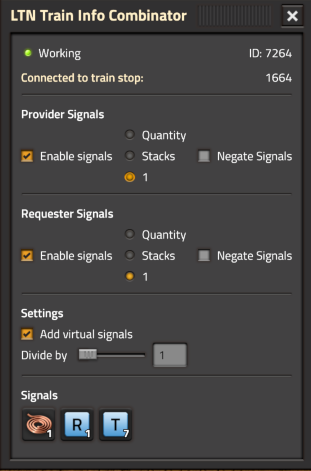 LTN Train Info Combinator
Working ID: 7264
Connected to train stop: 1664
Provider Signals
Quantity
Enable signals Stacks Negate Signals
1
Requester Signals
Quantity
Enable signals Stacks Negate Signals
1
Settings
Add virtual signals
Divide by 1
Signals
1 R 1 T 7